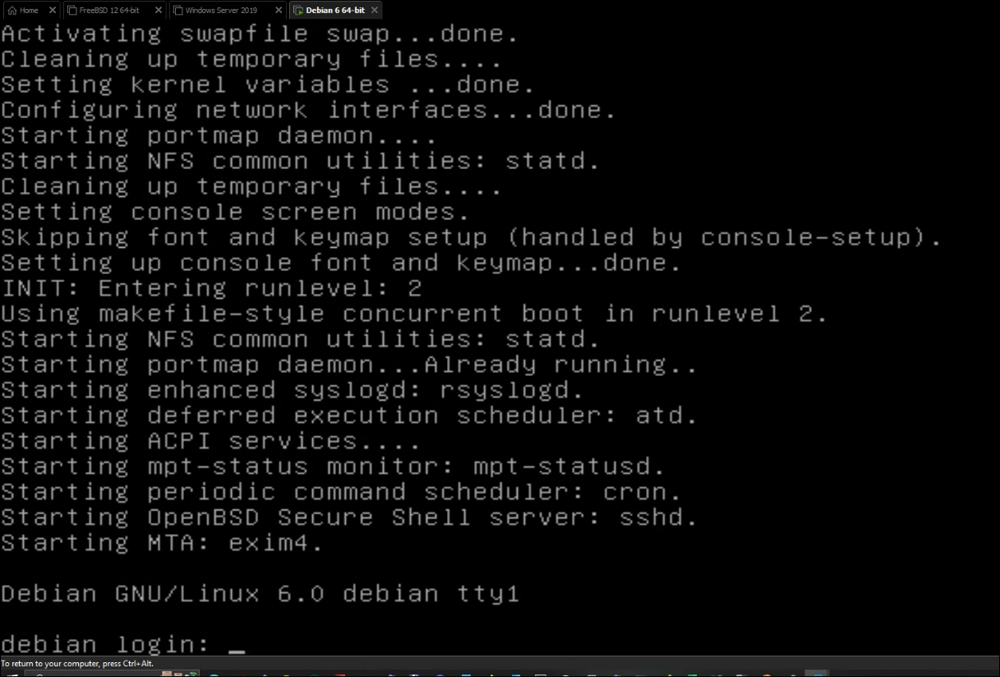 Home FreeBSD 12 64-bit Windows Server 2019 Debian 6 64-bit
Activating swapfile swap...done.
Cleaning up temporary files....
Setting kernel variables ...done.
Configuring network interfaces...done.
Starting portmap daemon....
Starting NFS common utilities: statd.
Cleaning up temporary files....
Setting console screen modes.
Skipping font and keymap setup (handled by console-setup).
Setting up console font and keymap...done.
INIT: Entering runlevel: 2
Using makefile-style concurrent boot in runlevel 2.
Starting NFS common utilities: statd.
Starting portmap daemon...Already running..
Starting enhanced syslogd: rsyslogd.
Starting deferred execution scheduler: atd.
Starting ACPI services....
Starting mpt-status monitor: mpt-statusd.
Starting periodic command scheduler: cron.
Starting OpenBSD Secure Shell server: sshd.
Starting MTA: exim4.
Debian GNU/Linux 6.0 debian tty1
debian login: _
To return to your computer, press Ctrl+Alt.